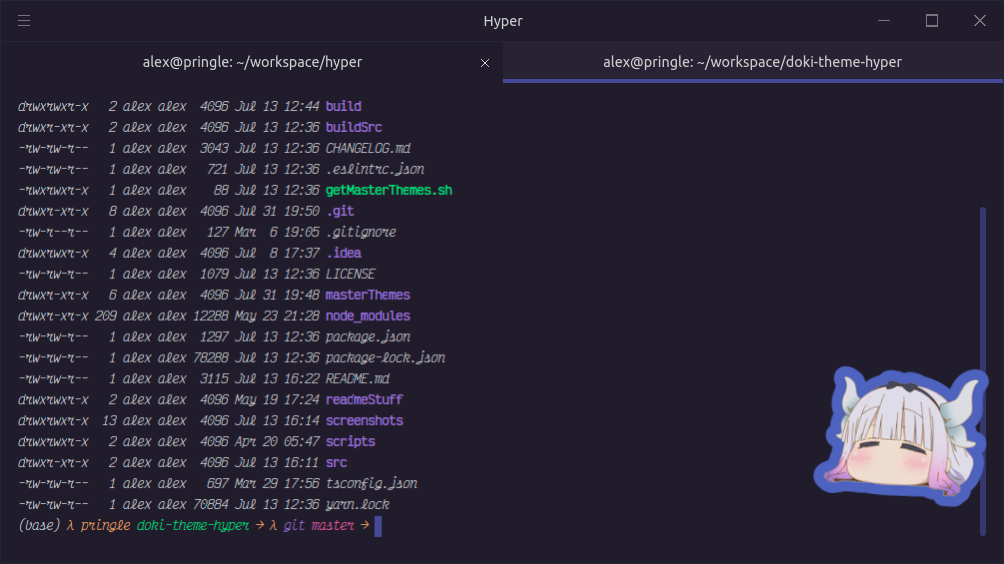 Hyper
alex@pringle: ~/workspace/hyper
alex@pringle: ~/workspace/doki-theme-hyper
drwxrwxr-x 2 alex alex 4096 Jul 13 12:44 build
drwxr-xr-x 2 alex alex 4096 Jul 13 12:36 buildSrc
-rw-rw-r-- 1 alex alex 3043 Jul 13 12:36 CHANGELOG.md
-rw-rw-r-- 1 alex alex 721 Jul 13 12:36 .eslintrc.json
-rwxrwxr-x 1 alex alex 88 Jul 13 12:36 getMasterThemes.sh
drwxr-xr-x 8 alex alex 4096 Jul 31 19:50 .git
-rw-r--r-- 1 alex alex 127 Mar 6 19:05 .gitignore
drwxrwxr-x 4 alex alex 4096 Jul 8 17:37 .idea
-rw-rw-r-- 1 alex alex 1079 Jul 13 12:36 LICENSE
drwxr-xr-x 6 alex alex 4096 Jul 31 19:48 masterThemes
drwxrwxr-x 209 alex alex 12288 May 23 21:28 node_modules
-rw-rw-r-- 1 alex alex 1297 Jul 13 12:36 package.json
-rw-rw-r-- 1 alex alex 78288 Jul 13 12:36 package-lock.json
-rw-rw-r-- 1 alex alex 3115 Jul 13 16:22 README.md
drwxrwxr-x 2 alex alex 4096 May 19 17:24 readmeStuff
drwxrwxr-x 13 alex alex 4096 Jul 13 16:14 screenshots
drwxrwxr-x 2 alex alex 4096 Apr 20 05:47 scripts
drwxr-xr-x 2 alex alex 4096 Jul 13 16:11 src
-rw-rw-r-- 1 alex alex 697 Mar 29 17:56 tsconfig.json
-rw-rw-r-- 1 alex alex 70884 Jul 13 12:36 yarn.lock
(base) λ pringle doki-theme-hyper → λ git master →